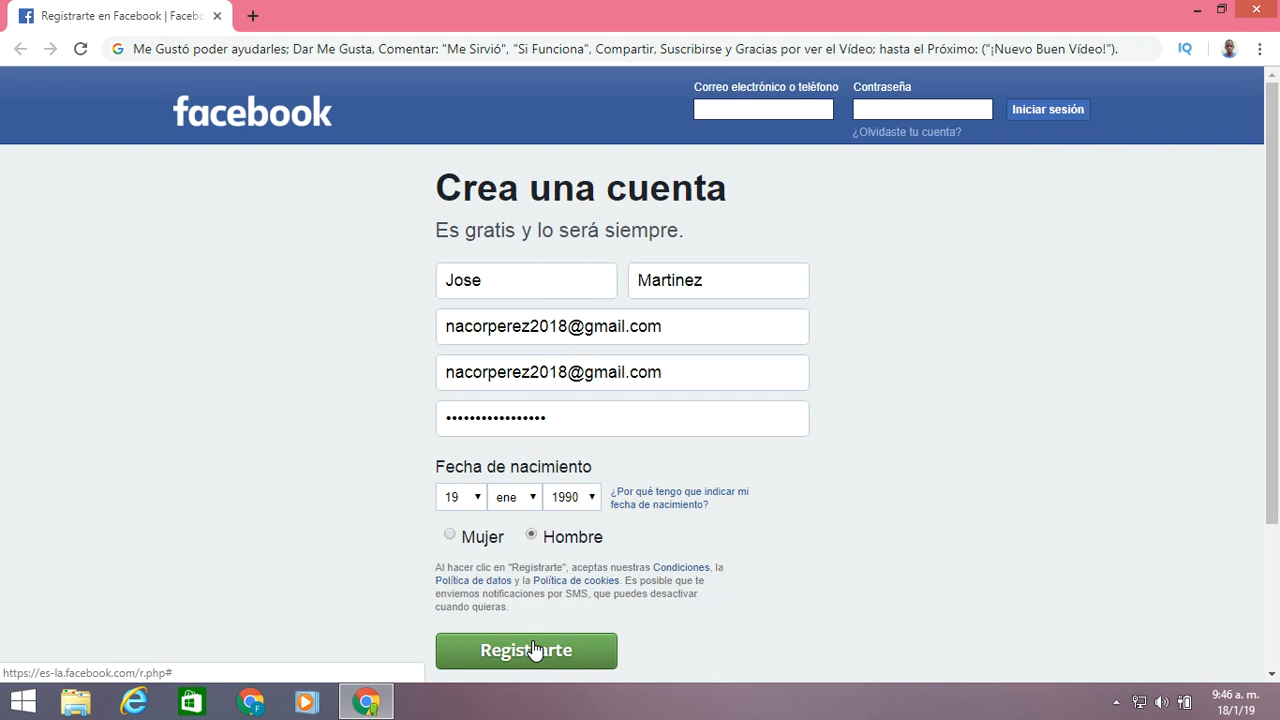 Registrarte en Facebook | Facebo
Me Gustó poder ayudarles; Dar Me Gusta, Comentar: "Me Sirvió", "Si Funciona", Compartir, Suscribirse y Gracias por ver el Vídeo; hasta el Próximo: ("¡Nuevo Buen Vídeo!").
IQ
Correo electrónico o teléfono
Contraseña
facebook
Iniciar sesión
¿Olvidaste tu cuenta?
Crea una cuenta
Es gratis y lo será siempre.
Jose
Martinez
nacorperez2018@gmail.com
nacorperez2018@gmail.com
Fecha de nacimiento
19 ene 1990
¿Por qué tengo que indicar mi
fecha de nacimiento?
Mujer
Hombre
Al hacer clic en "Registrarte", aceptas nuestras Condiciones, la
Política de datos y la Política de cookies. Es posible que te
enviemos notificaciones por SMS, que puedes desactivar
cuando quieras.
Registrarte
https://es-la.facebook.com/r.php#
9:46 a. m.
18/1/19